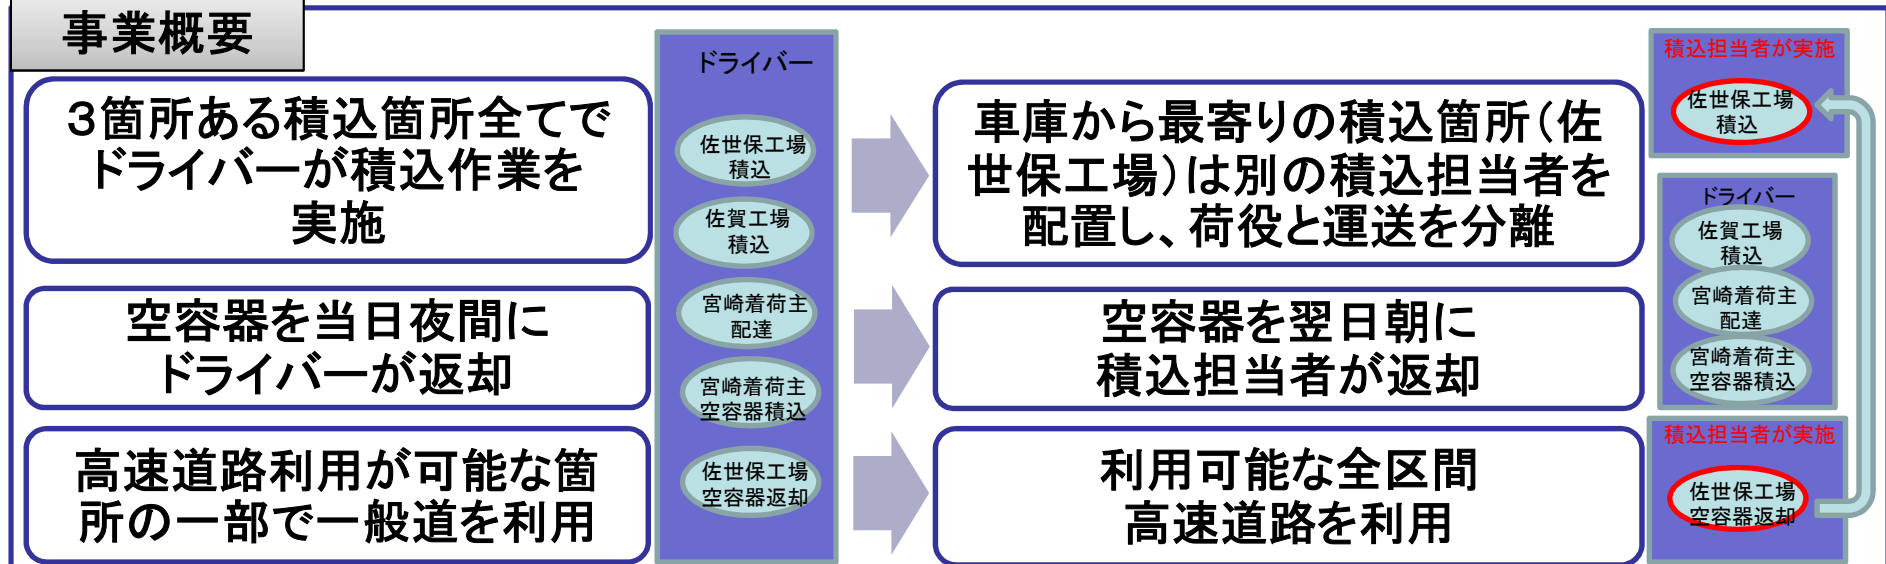 事業概要
３箇所ある積込箇所全てで
ドライバーが積込作業を
実施
空容器を当日夜間に
ドライバーが返却
高速道路利用が可能な箇
所の一部で一般道を利用
ドライバー
佐世保工場
積込
佐賀工場
積込
宮崎着荷主
配達
宮崎着荷主
空容器積込
佐世保工場
空容器返却
車庫から最寄りの積込箇所（佐
世保工場）は別の積込担当者を
配置し、荷役と運送を分離
空容器を翌日朝に
積込担当者が返却
利用可能な全区間
高速道路を利用
積込担当者が実施
佐世保工場
積込
ドライバー
佐賀工場
積込
宮崎着荷主
配達
宮崎着荷主
空容器積込
積込担当者が実施
佐世保工場
空容器返却